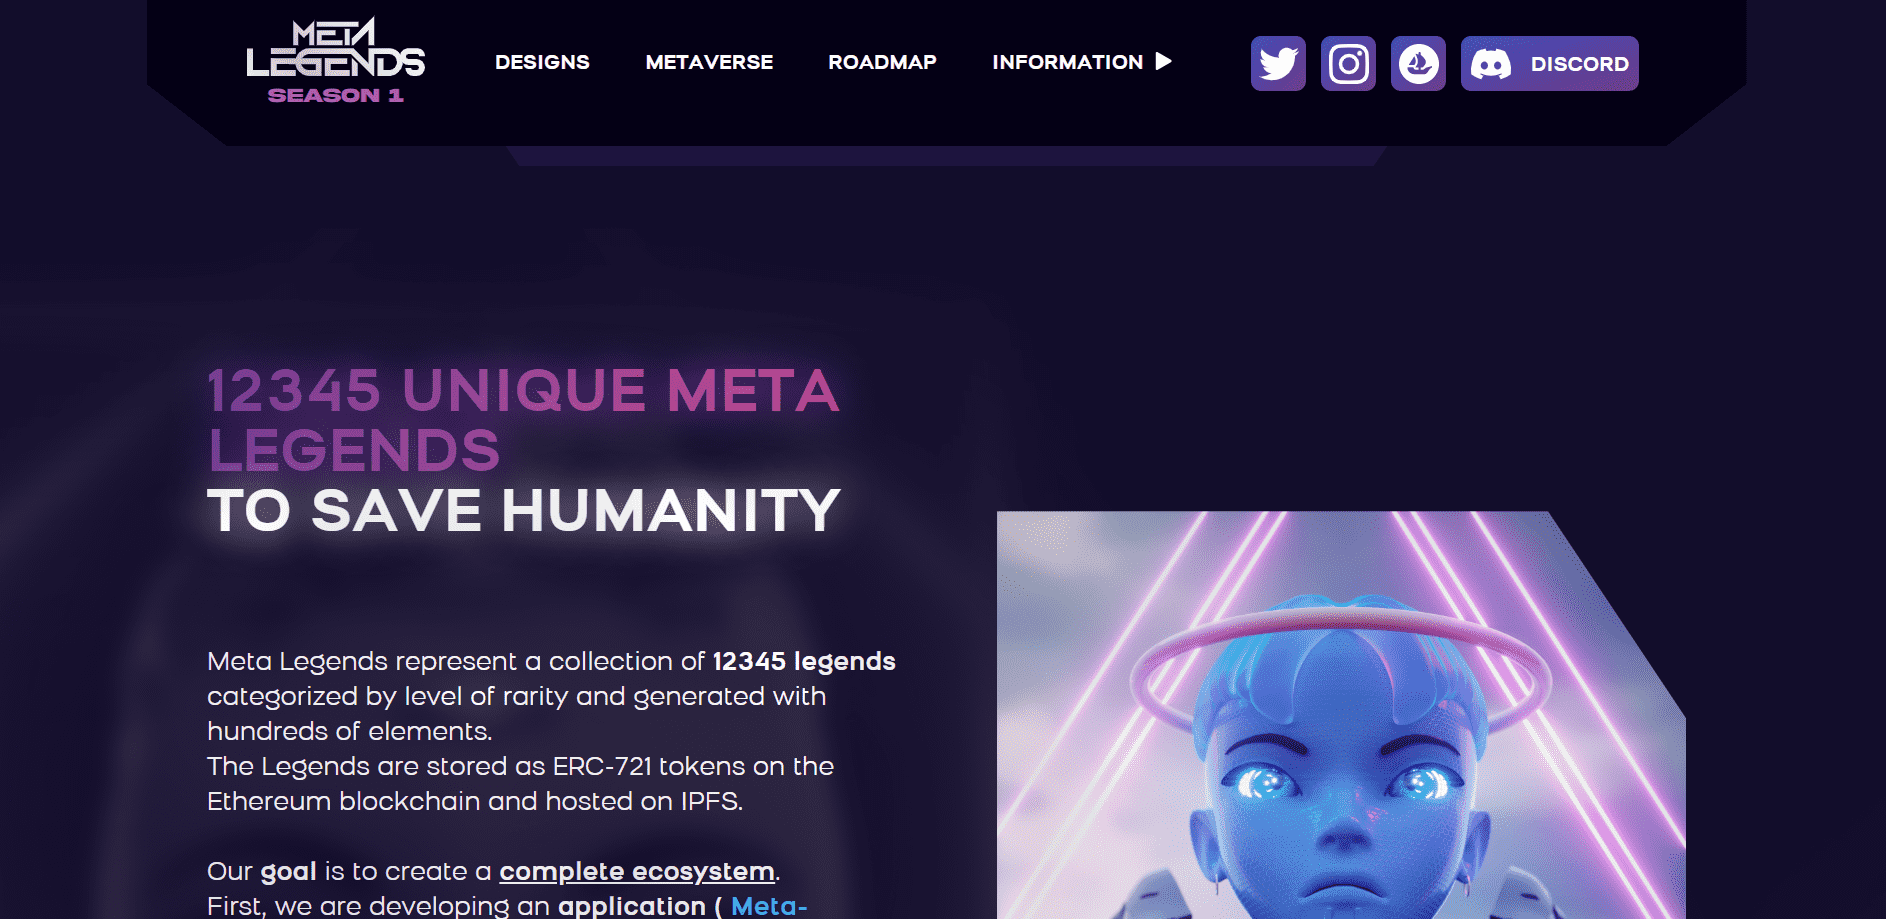 META
LEGENDS
SEASON 1
DESIGNS METAVERSE ROADMAP INFORMATION DISCORD
12345 UNIQUE META
LEGENDS
TO SAVE HUMANITY
Meta Legends represent a collection of 12345 legends
categorized by level of rarity and generated with
hundreds of elements.
The Legends are stored as ERC-721 tokens on the
Ethereum blockchain and hosted on IPFS.
Our goal is to create a complete ecosystem.
First, we are developing an application ( Meta-